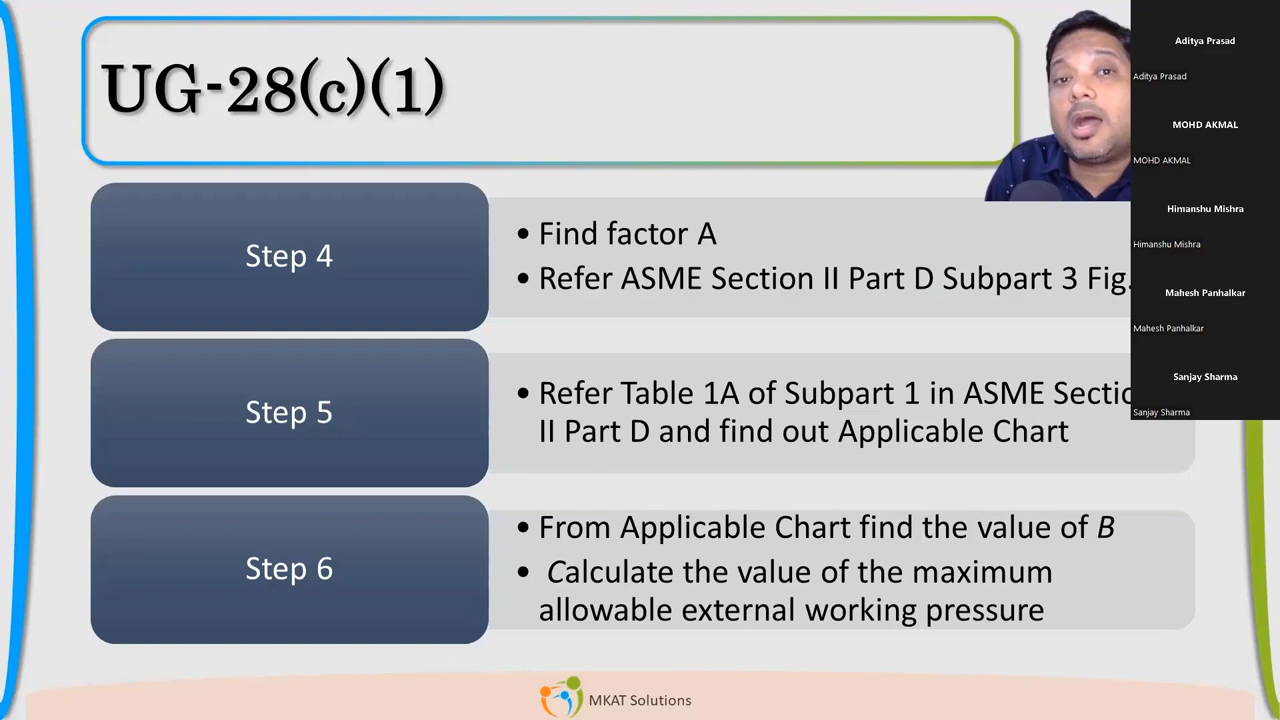 UG-28(c)(1)
Step 4
• Find factor A
• Refer ASME Section II Part D Subpart 3 Fig.
Step 5
• Refer Table 1A of Subpart 1 in ASME Sectio
II Part D and find out Applicable Chart
Step 6
• From Applicable Chart find the value of B
• Calculate the value of the maximum
allowable external working pressure
MKAT Solutions
Aditya Prasad
Aditya Prasad
MOHD AKMAL
MOHD AKMAL
Himanshu Mishra
Himanshu Mishra
Mahesh Panhalkar
Mahesh Panhalkar
Sanjay Sharma
Sanjay Sharma